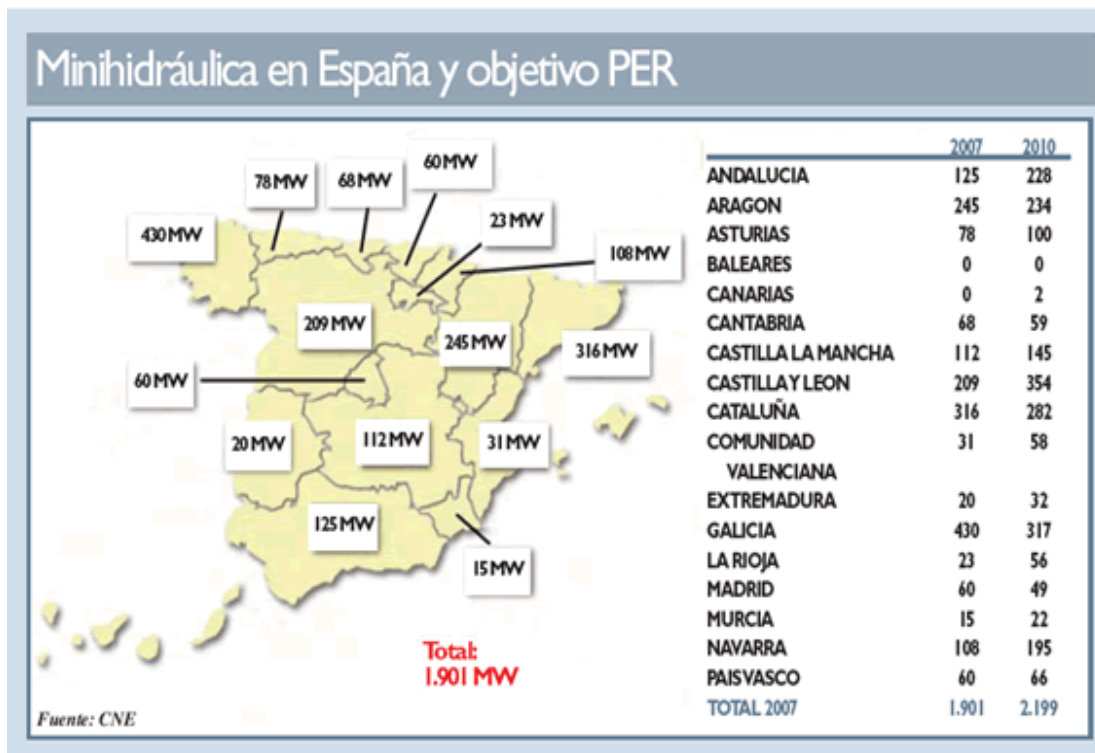 Minihidráulica en España y objetivo PER
60 MW
78 MW
68 MW
23 MW
430 MW
108 MW
209 MW
245 MW
316 MW
60 MW
20 MW
112 MW
31 MW
125 MW
15 MW
Total:
1.901 MW
Fuente: CNE
2007 2010
ANDALUCIA 125 228
ARAGON 245 234
ASTURIAS 78 100
BALEARES 0 0
CANARIAS 0 2
CANTABRIA 68 59
CASTILLA LA MANCHA 112 145
CASTILLA Y LEON 209 354
CATALUÑA 316 282
COMUNIDAD 31 58
VALENCIANA
EXTREMADURA 20 32
GALICIA 430 317
LA RIOJA 23 56
MADRID 60 49
MURCIA 15 22
NAVARRA 108 195
PAIS VASCO 60 66
TOTAL 2007 1.901 2.199